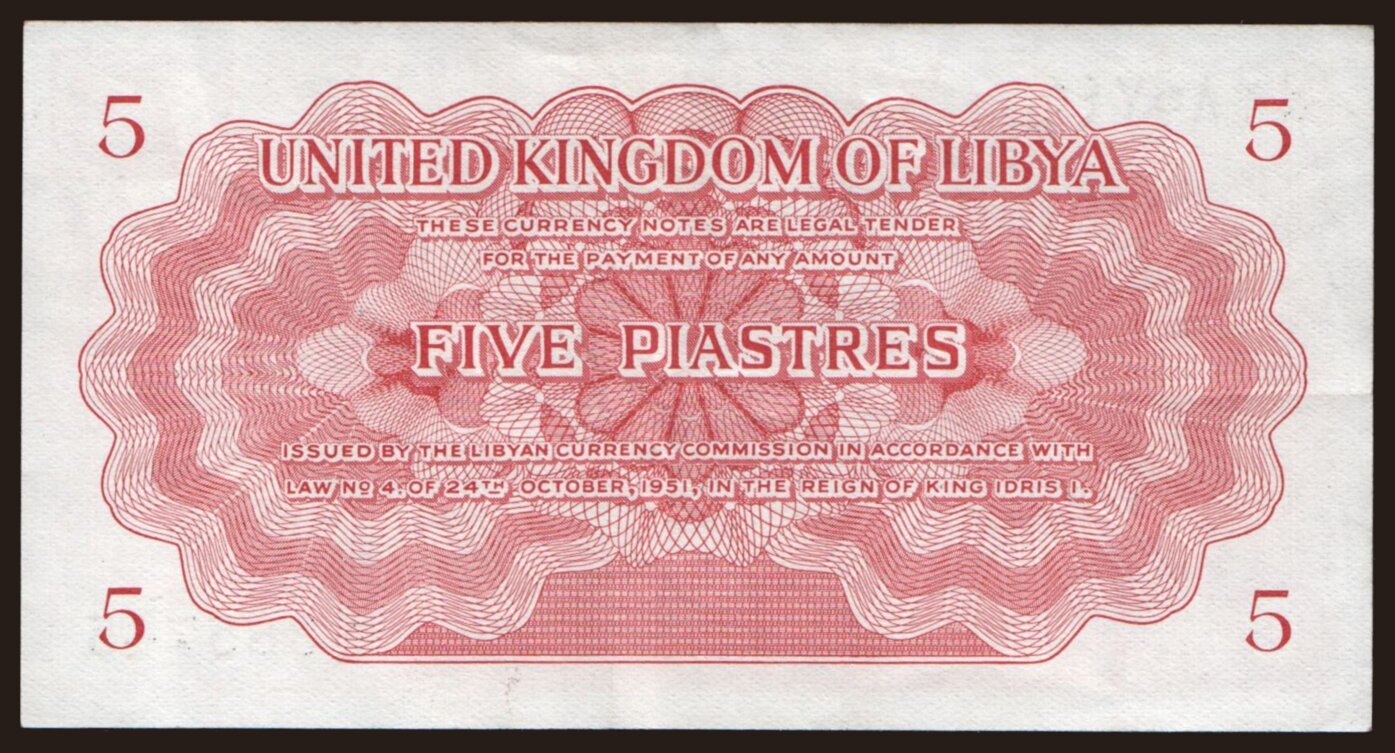 5 5
UNITED KINGDOM OF LIBYA
THESE CURRENCY NOTES ARE LEGAL TENDER
FOR THE PAYMENT OF ANY AMOUNT
FIVE PIASTRES
ISSUED BY THE LIBYAN CURRENCY COMMISSION IN ACCORDANCE WITH
LAW Nº 4. OF 24TH OCTOBER, 1951, IN THE REIGN OF KING IDRIS I.
5 5